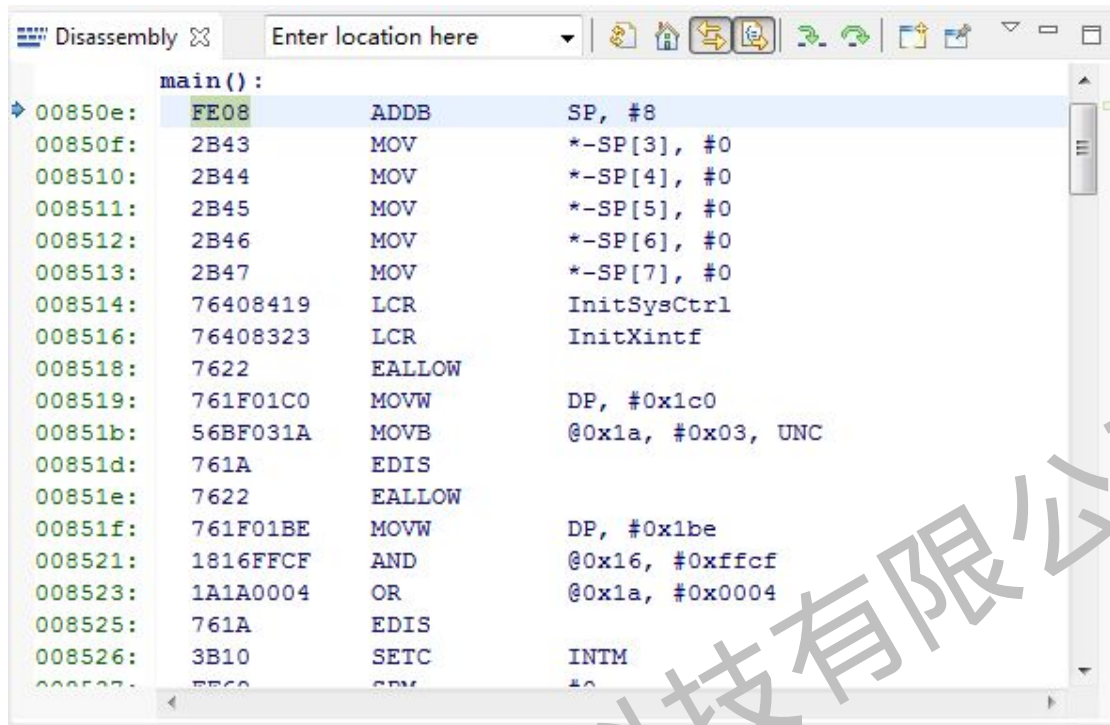 Disassembly Enter location here
main():
00850e: FE08 ADDB SP, #8
00850f: 2B43 MOV *-SP[3], #0
008510: 2B44 MOV *-SP[4], #0
008511: 2B45 MOV *-SP[5], #0
008512: 2B46 MOV *-SP[6], #0
008513: 2B47 MOV *-SP[7], #0
008514: 76408419 LCR InitSysCtrl
008516: 76408323 LCR InitXintf
008518: 7622 EALLOW
008519: 761F01C0 MOVW DP, #0x1c0
00851b: 56BF031A MOVB @0x1a, #0x03, UNC
00851d: 761A EDIS
00851e: 7622 EALLOW
00851f: 761F01BE MOVW DP, #0x1be
008521: 1816FFCF AND @0x16, #0xffcf
008523: 1A1A0004 OR @0x1a, #0x0004
008525: 761A EDIS
008526: 3B10 SETC INTM
科技有限公